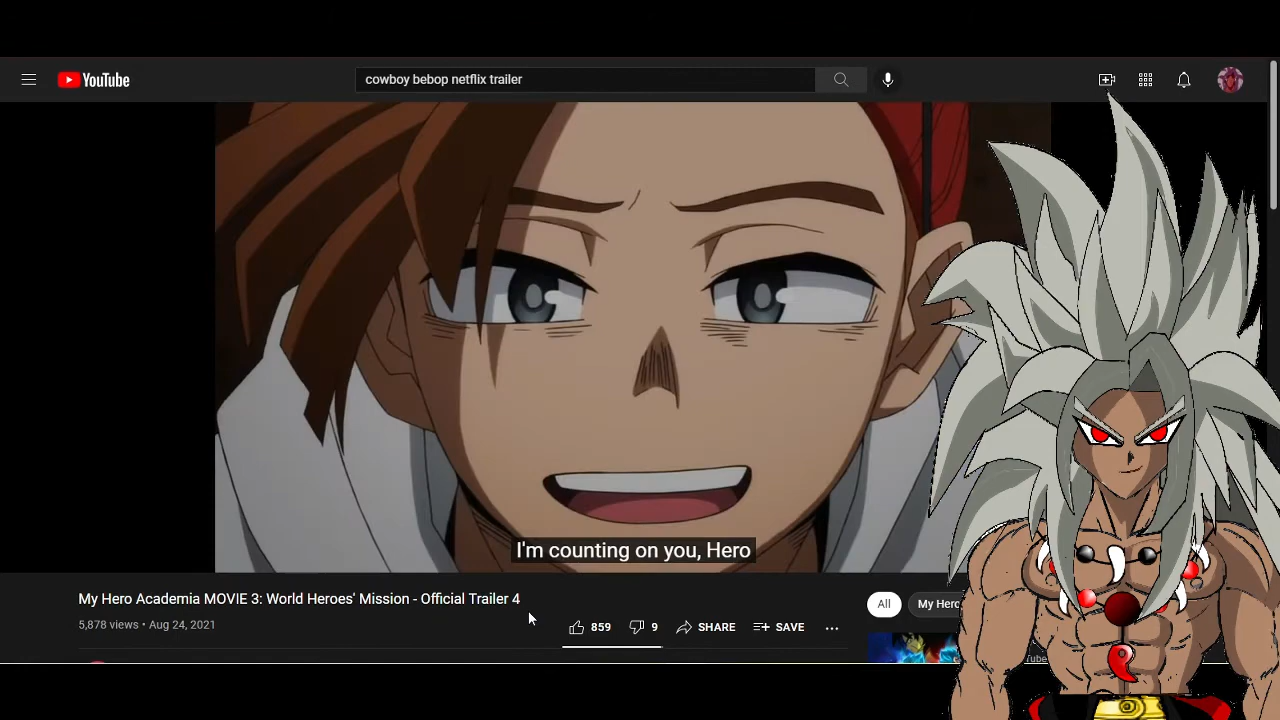 YouTube
cowboy bebop netflix trailer
I'm counting on you, Hero
My Hero Academia MOVIE 3: World Heroes' Mission - Official Trailer 4
5,878 views • Aug 24, 2021
859
9
SHARE
SAVE
All
My Hero